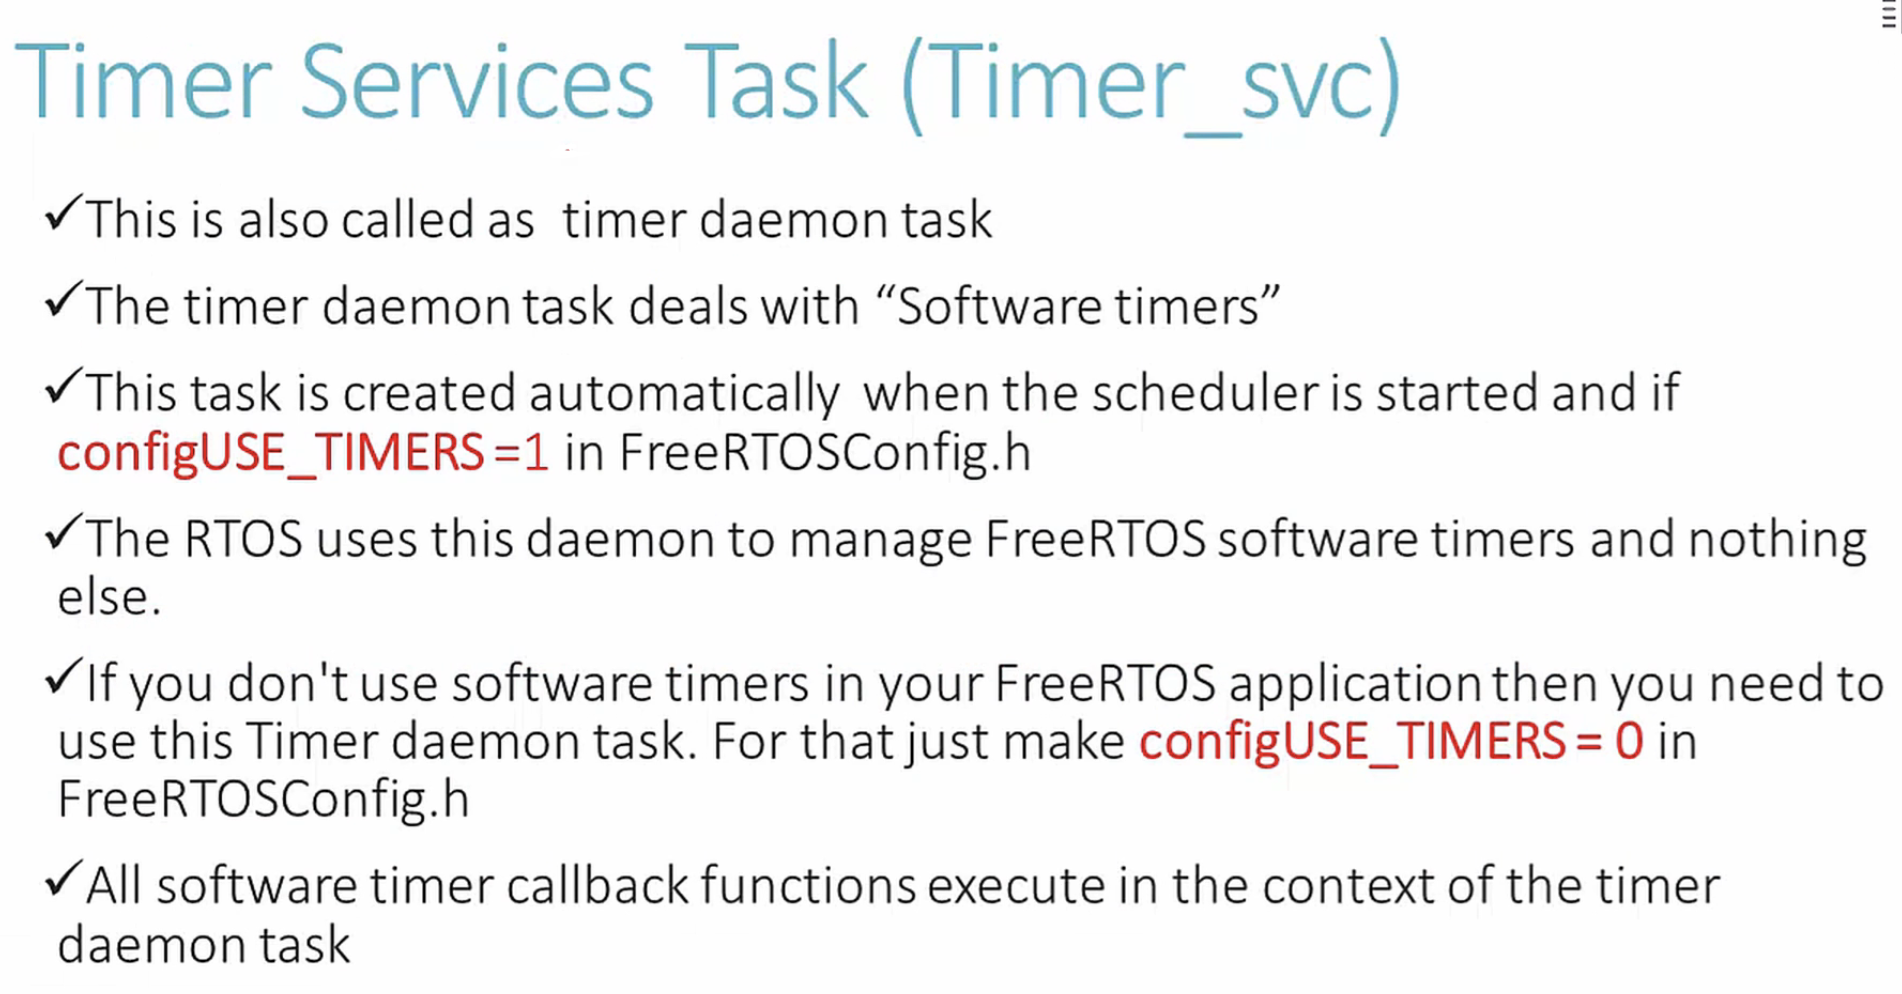 Timer Services Task (Timer_svc)
✓This is also called as timer daemon task
✓The timer daemon task deals with “Software timers”
✓This task is created automatically when the scheduler is started and if
configUSE_TIMERS =1 in FreeRTOSConfig.h
✓The RTOS uses this daemon to manage FreeRTOS software timers and nothing
else.
✓If you don't use software timers in your FreeRTOS application then you need to
use this Timer daemon task. For that just make configUSE_TIMERS = 0 in
FreeRTOSConfig.h
✓All software timer callback functions execute in the context of the timer
daemon task